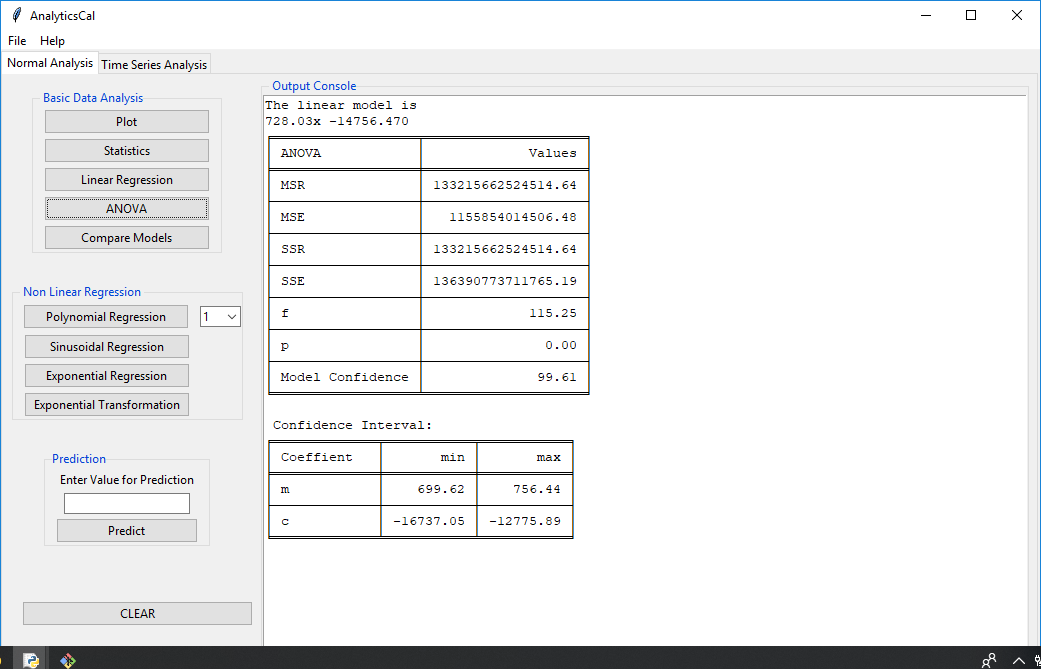 AnalyticsCal
File Help
Normal Analysis Time Series Analysis
Basic Data Analysis
Plot
Statistics
Linear Regression
ANOVA
Compare Models
Non Linear Regression
Polynomial Regression 1
Sinusoidal Regression
Exponential Regression
Exponential Transformation
Prediction
Enter Value for Prediction
Predict
CLEAR
Output Console
The linear model is
728.03x -14756.470
ANOVA Values
MSR 133215662524514.64
MSE 1155854014506.48
SSR 133215662524514.64
SSE 136390773711765.19
f 115.25
p 0.00
Model Confidence 99.61
Confidence Interval:
Coeffient min max
m 699.62 756.44
c -16737.05 -12775.89